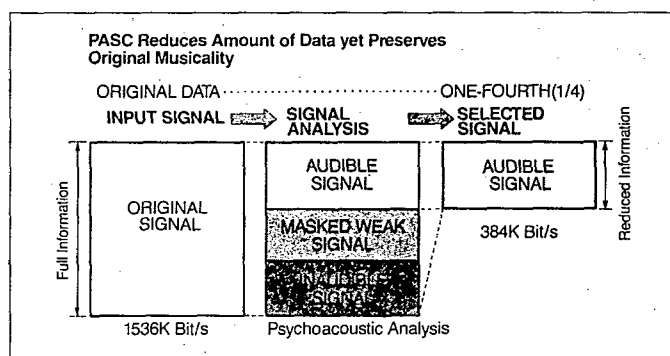 PASC Reduces Amount of Data yet Preserves
Original Musicality
ORIGINAL DATA
ONE-FOURTH(1/4)
INPUT SIGNAL
SIGNAL
ANALYSIS
SELECTED
SIGNAL
Full Information
ORIGINAL
SIGNAL
AUDIBLE
SIGNAL
MASKED WEAK
SIGNAL
INAUDIBLE
SIGNAL
AUDIBLE
SIGNAL
Reduced Information
384K Bit/s
1536K Bit/s
Psychoacoustic Analysis